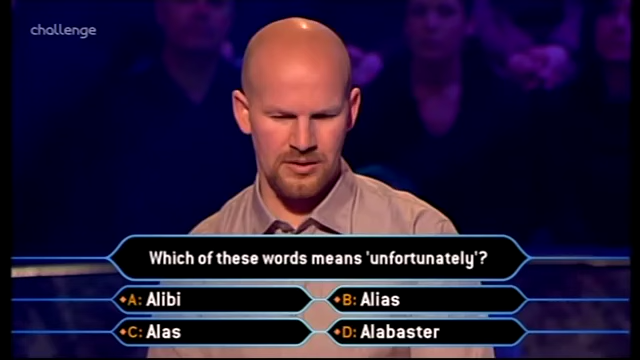 challenge
Which of these words means 'unfortunately'?
A: Alibi
B: Alias
C: Alas
D: Alabaster